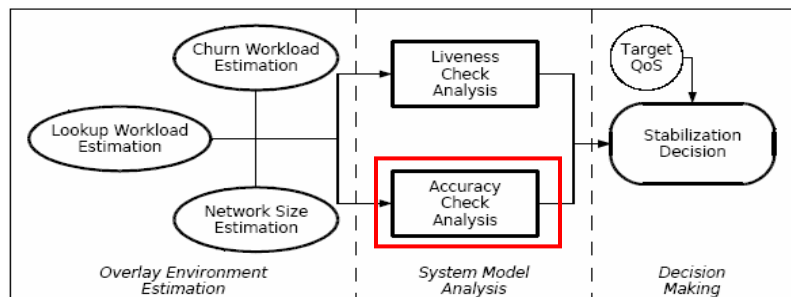 Churn Workload
Estimation
Lookup Workload
Estimation
Network Size
Estimation
Overlay Environment
Estimation
Liveness
Check
Analysis
Accuracy
Check
Analysis
System Model
Analysis
Target
QoS
Stabilization
Decision
Decision
Making